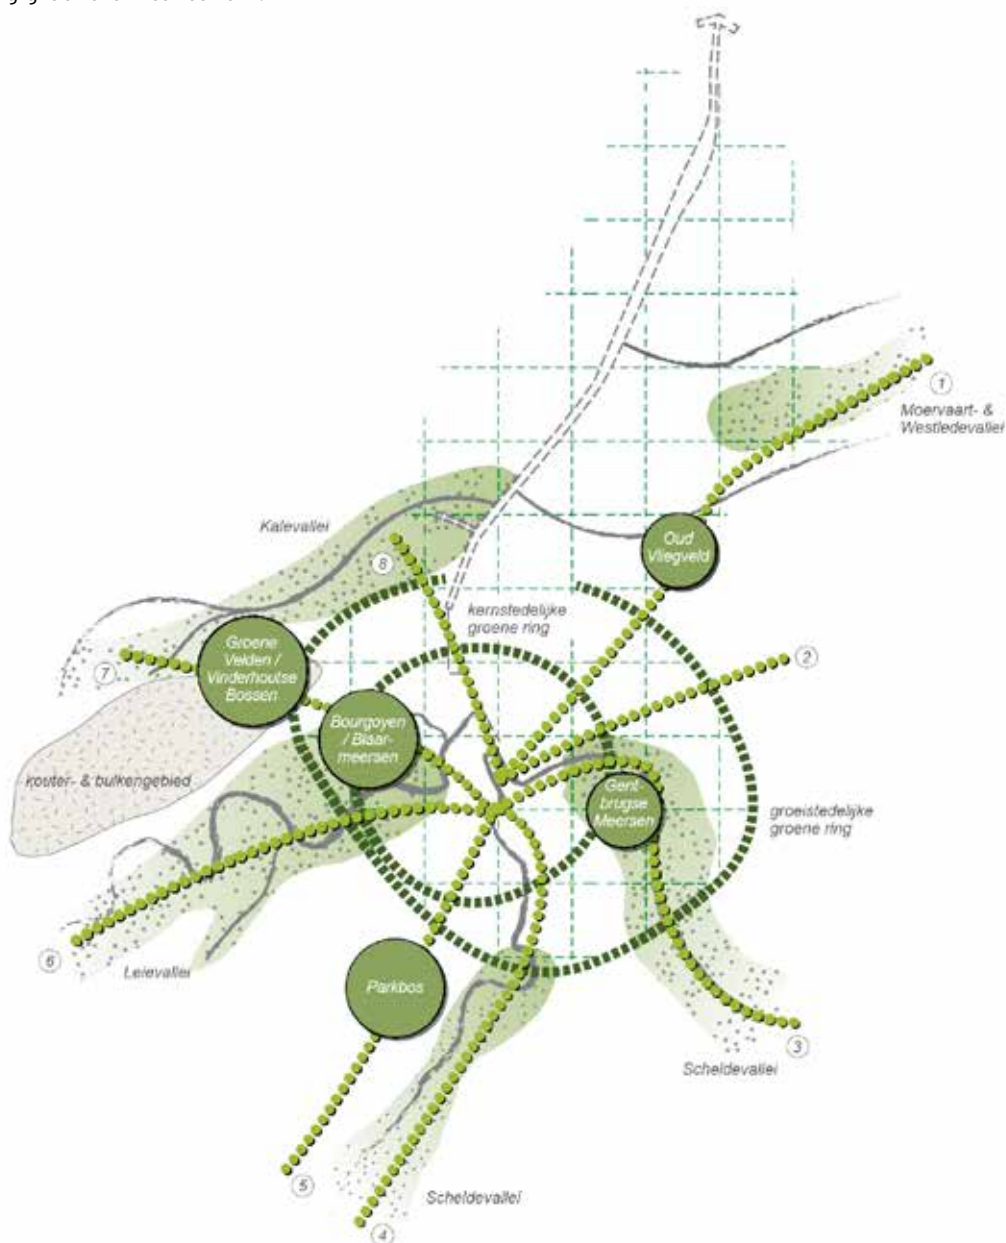 1
Moervaart- &
Westledevallei
Oud
Vliegveld
Kalevallei
8
kernstedelijke
groene ring
Groene
Velden /
Vinderhoutse
Bossen
7
2
Bourgoyen
/ Blaar-
meersen
kouter- & bulkengebied
Gent-
brugse
Meersen
groeistedelijke
groene ring
6
Leievallei
Parkbos
3
Scheldevallei
5
Scheldevallei
4